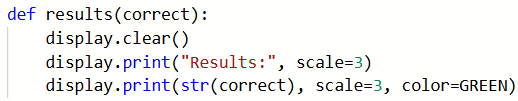 def results(correct):
    display.clear()
    display.print("Results:", scale=3)
    display.print(str(correct), scale=3, color=GREEN)